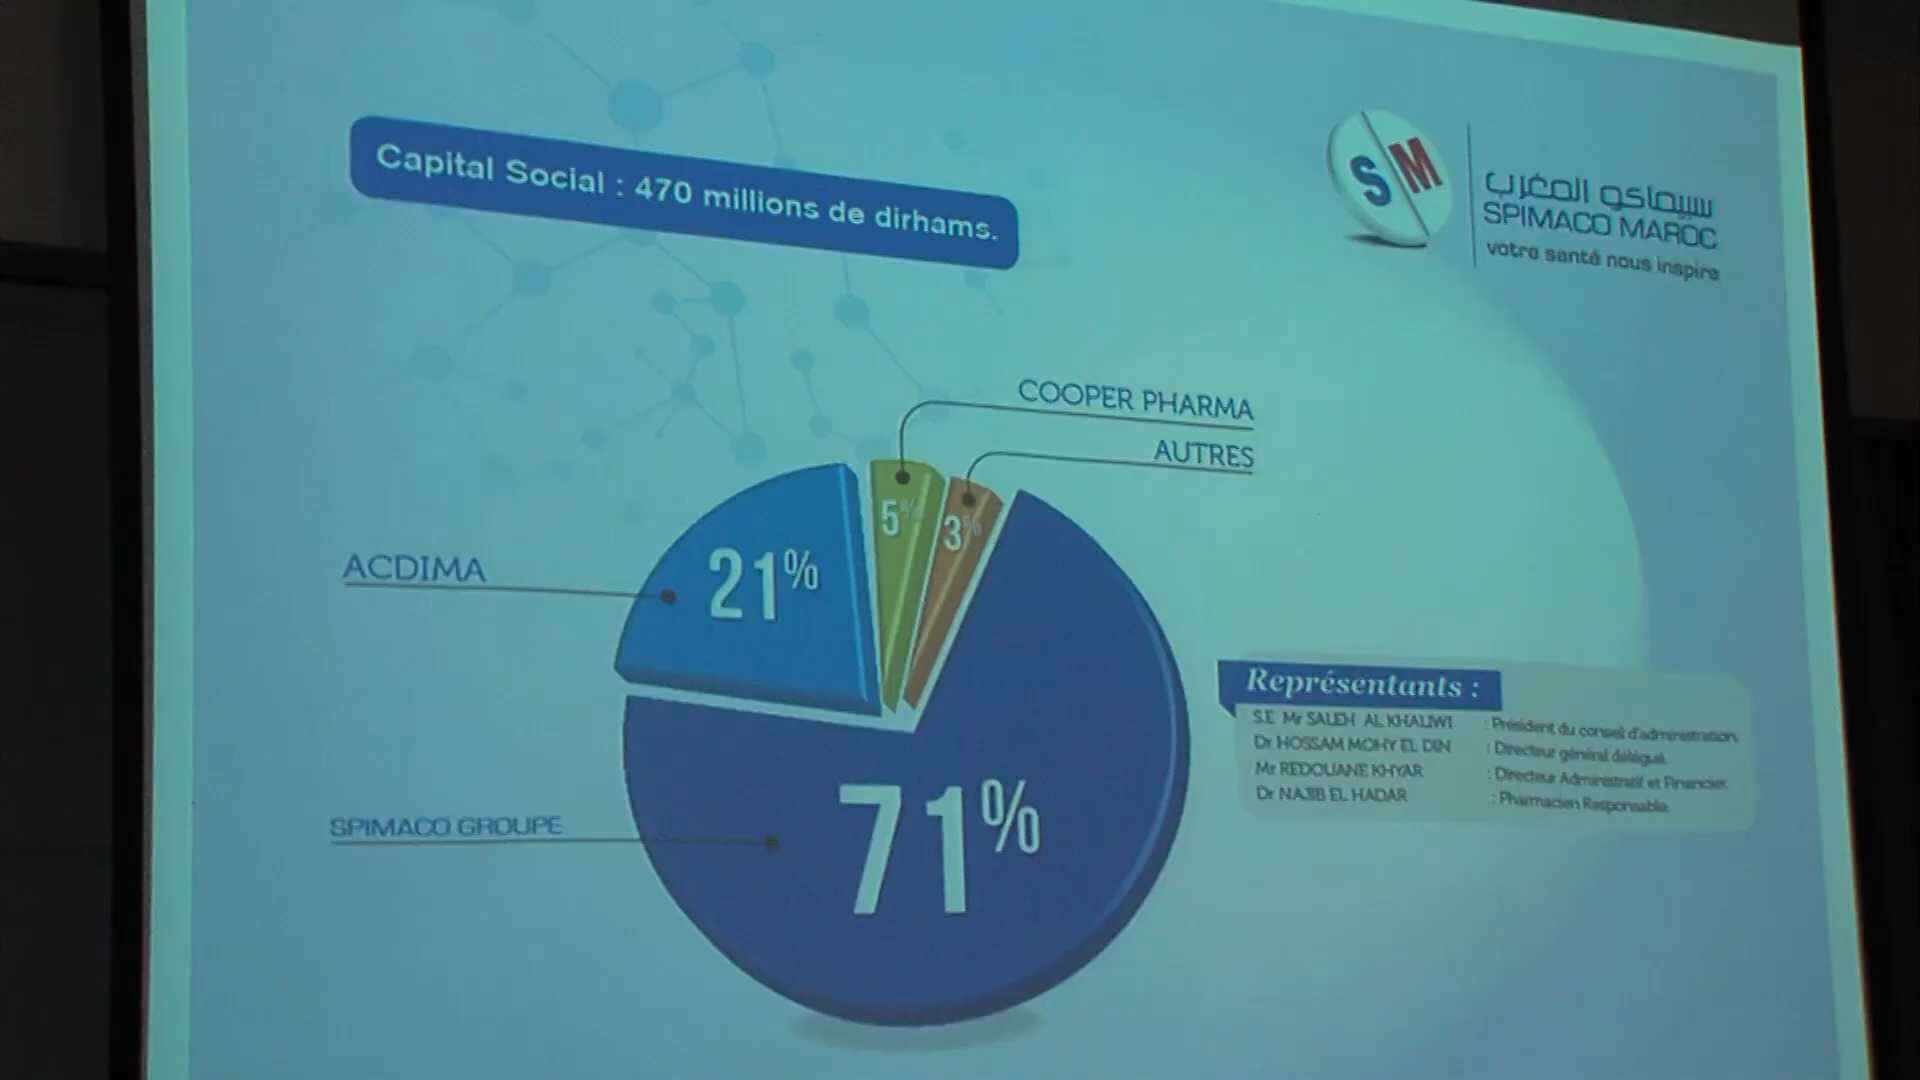 Capital Social : 470 millions de dirhams.
SM
سبيماكو المغرب
SPIMACO MAROC
votre santé nous inspire
COOPER PHARMA
AUTRES
5%
3%
ACDIMA
21%
SPIMACO GROUPE
71%
Représentants :
S.E Mr SALEH AL KHALIWI : Président du conseil d'administration
Dr HOSSAM MOHY EL DIN : Directeur général délégué.
Mr REDOUANE KHYAR : Directeur Administratif et Financier.
Dr NAJIB EL HADAR : Pharmacien Responsable.